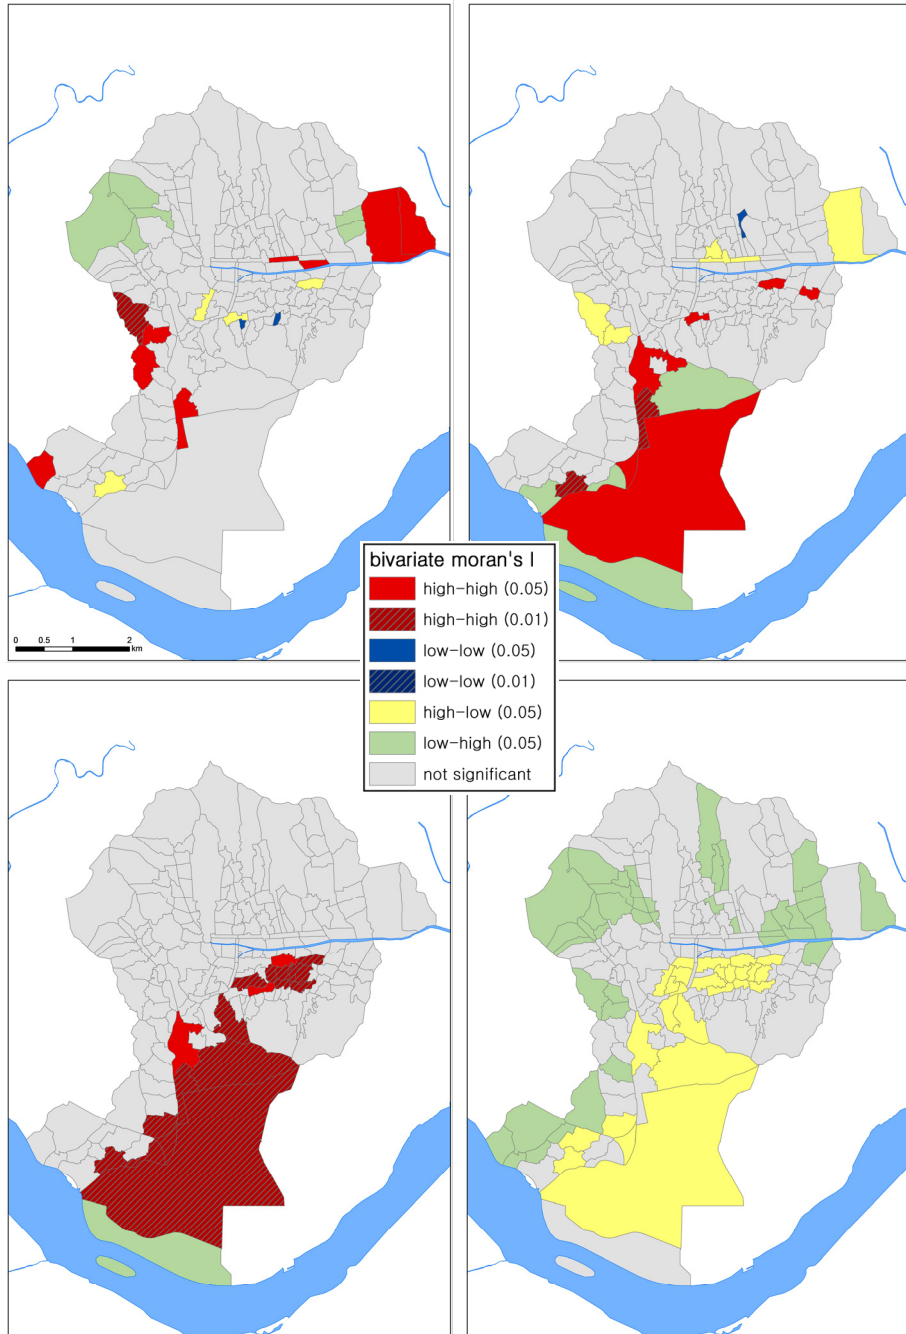 bivariate moran's I
high-high (0.05)
high-high (0.01)
low-low (0.05)
low-low (0.01)
high-low (0.05)
low-high (0.05)
not significant
0 0.5 1 2
km